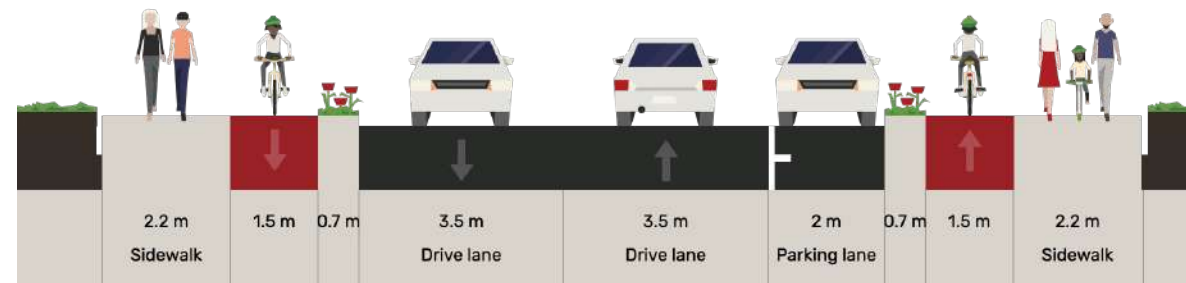 2.2 m 1.5 m 0.7 m 3.5 m 3.5 m 2 m 0.7 m 1.5 m 2.2 m
Sidewalk Drive lane Drive lane Parking lane Sidewalk